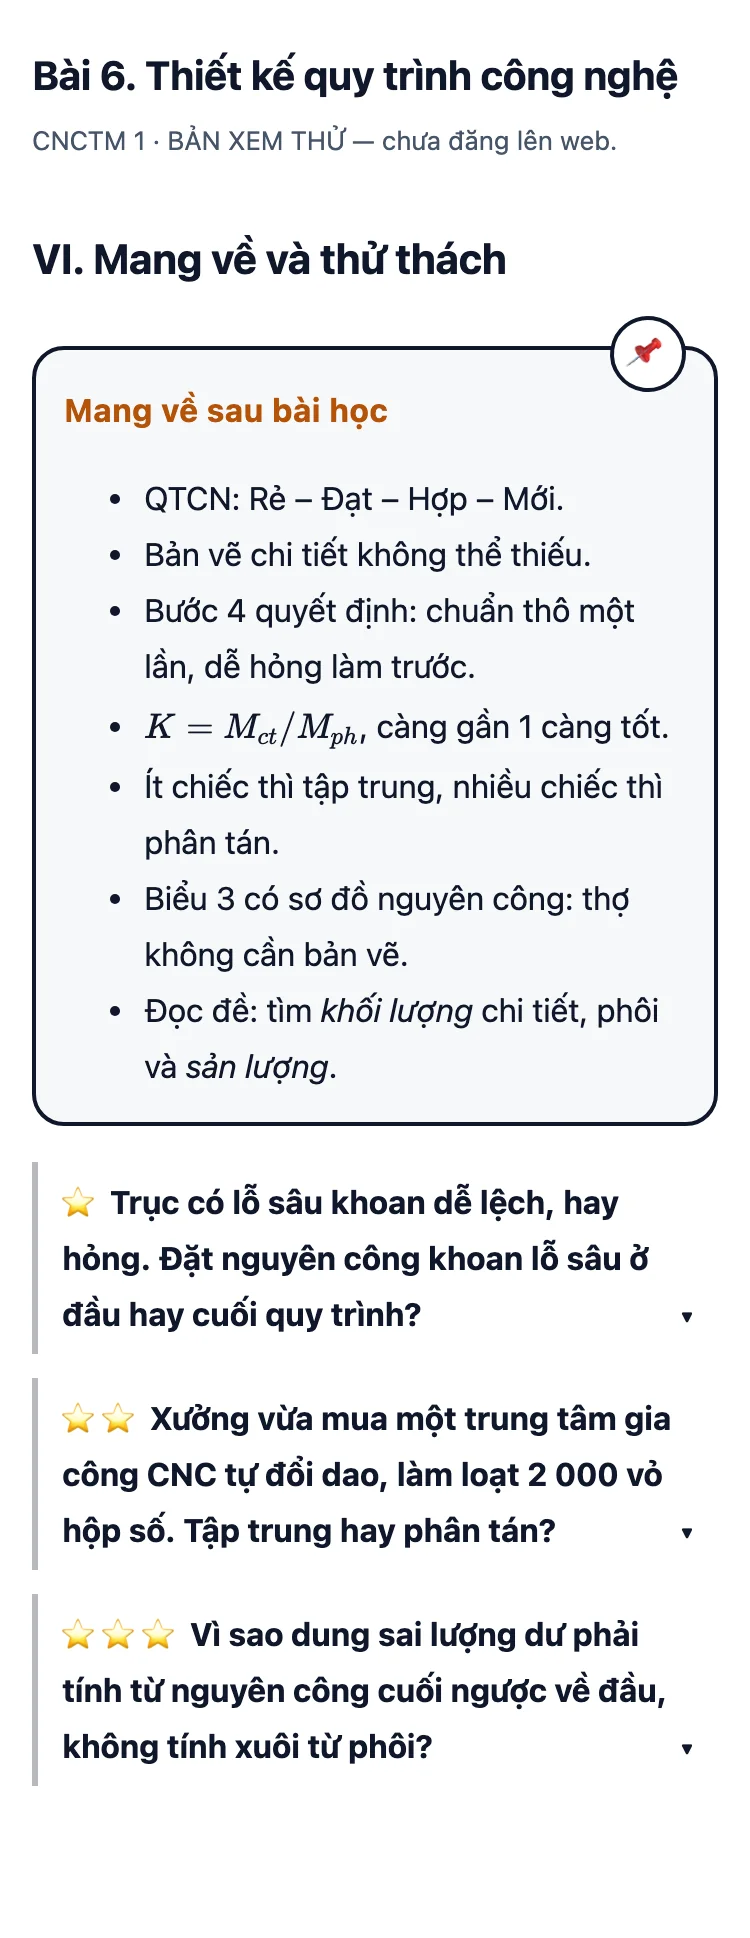 Bài 6. Thiết kế quy trình công nghệ
CNCTM 1 · BẢN XEM THỬ — chưa đăng lên web.
VI. Mang về và thử thách
Mang về sau bài học
• QTCN: Rẻ – Đạt – Hợp – Mới.
• Bản vẽ chi tiết không thể thiếu.
• Bước 4 quyết định: chuẩn thô một
lần, dễ hỏng làm trước.
• K = M_ct/M_ph, càng gần 1 càng tốt.
• Ít chiếc thì tập trung, nhiều chiếc thì
phân tán.
• Biểu 3 có sơ đồ nguyên công: thợ
không cần bản vẽ.
• Đọc đề: tìm khối lượng chi tiết, phôi
và sản lượng.
⭐ Trục có lỗ sâu khoan dễ lệch, hay
hỏng. Đặt nguyên công khoan lỗ sâu ở
đầu hay cuối quy trình? ▼
⭐⭐ Xưởng vừa mua một trung tâm gia
công CNC tự đổi dao, làm loạt 2 000 vỏ
hộp số. Tập trung hay phân tán? ▼
⭐⭐⭐ Vì sao dung sai lượng dư phải
tính từ nguyên công cuối ngược về đầu,
không tính xuôi từ phôi? ▼